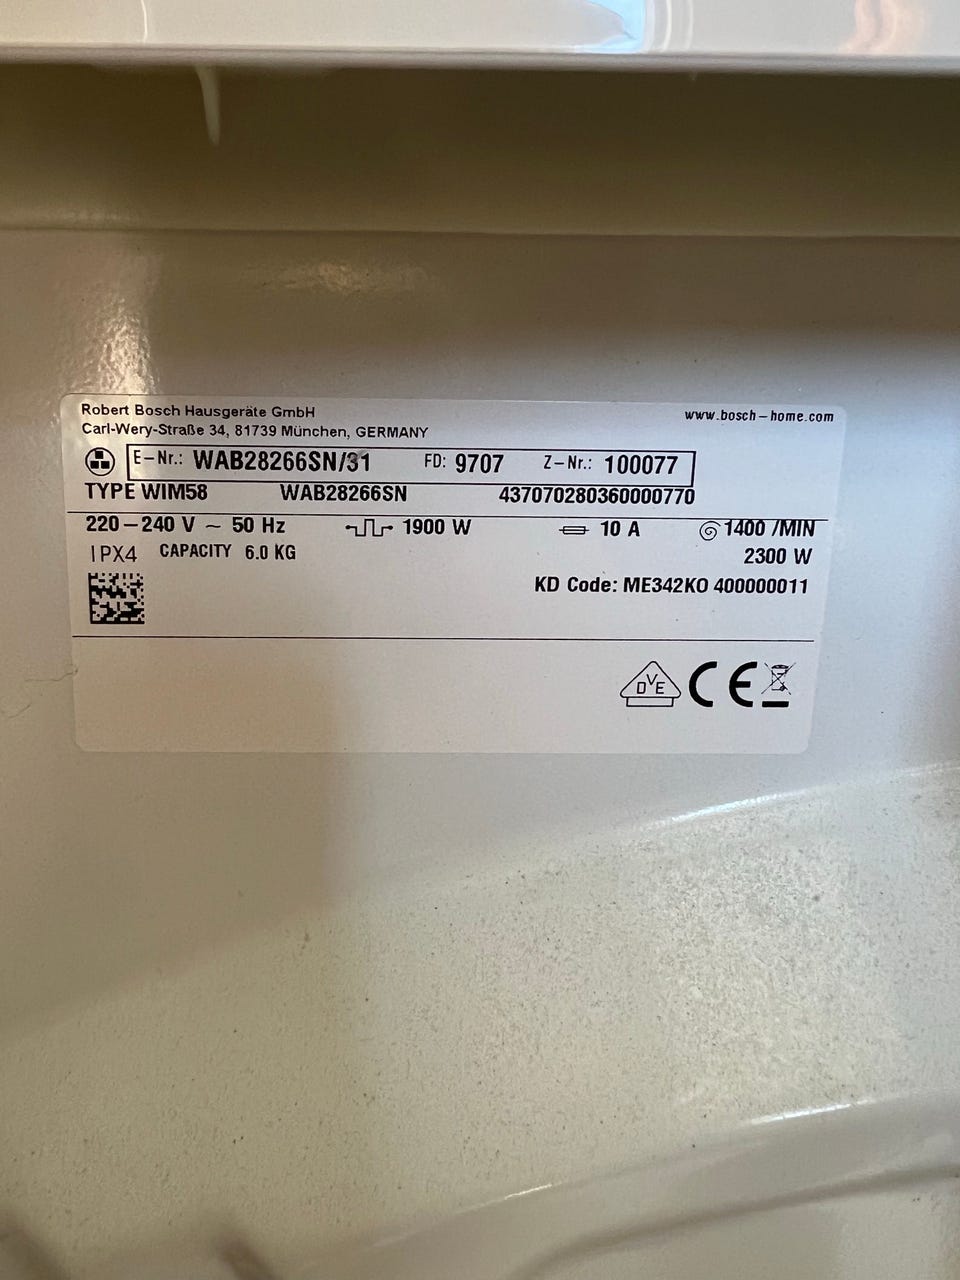 Robert Bosch Hausgeräte GmbH www.bosch-home.com
Carl-Wery-Straße 34, 81739 München, GERMANY
E-Nr.: WAB28266SN/31 FD: 9707 Z-Nr.: 100077
TYPE WIM58 WAB28266SN 437070280360000770
220-240 V ~ 50 Hz 1900 W 10 A 1400 /MIN
IPX4 CAPACITY 6.0 KG 2300 W
KD Code: ME342KO 400000011
DVE CE